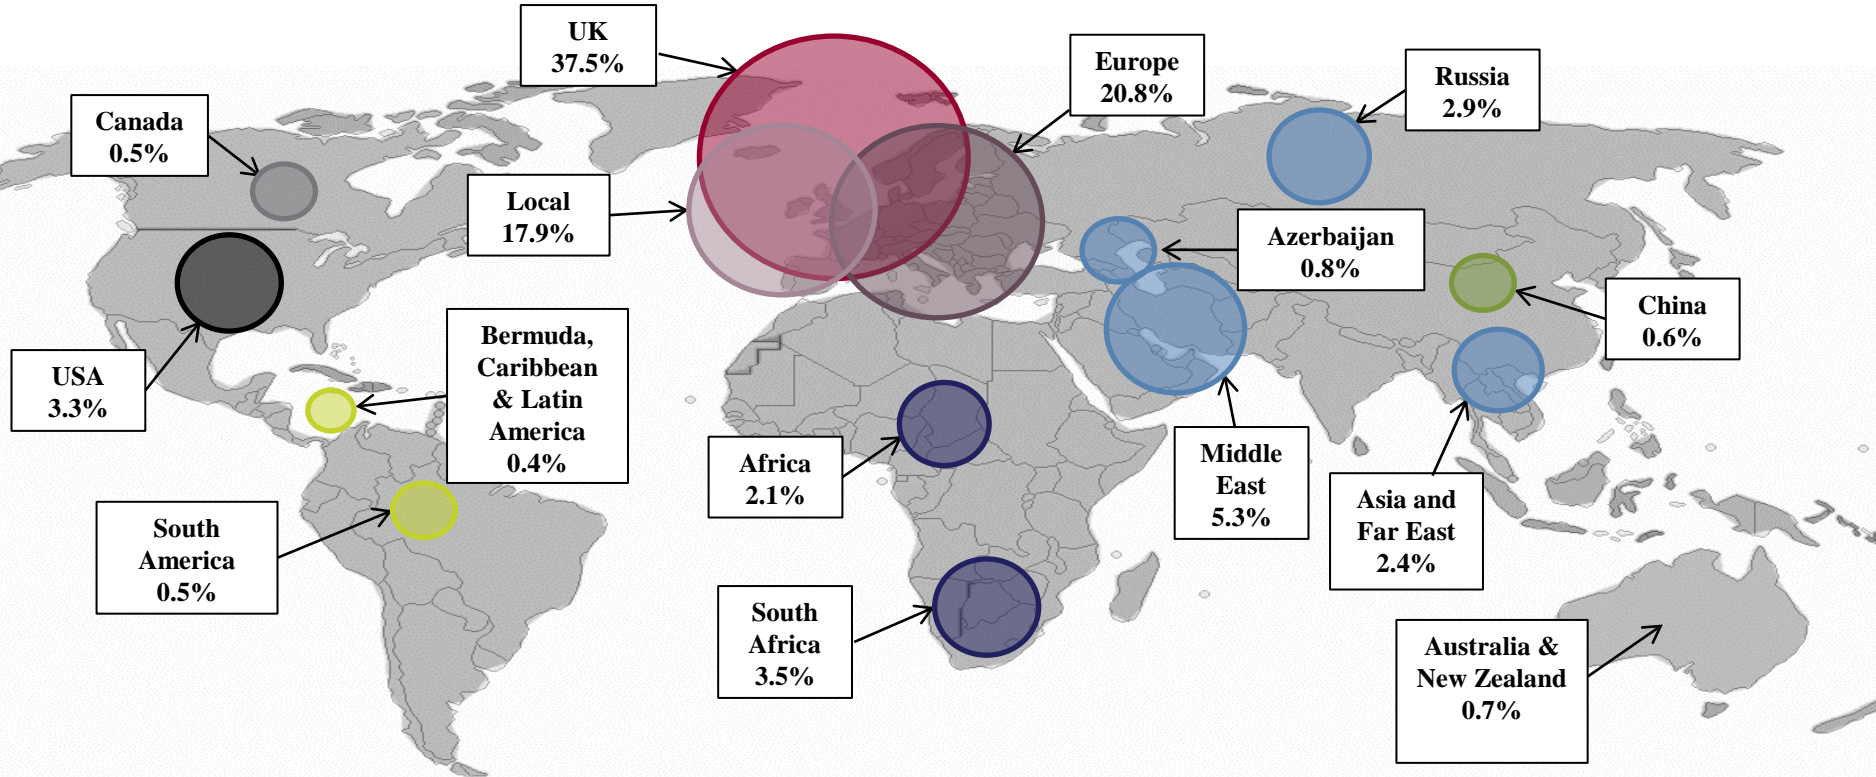 UK
37.5%
Europe
20.8%
Russia
2.9%
Canada
0.5%
Local
17.9%
Azerbaijan
0.8%
China
0.6%
USA
3.3%
Bermuda,
Caribbean
& Latin
America
0.4%
Africa
2.1%
Middle
East
5.3%
Asia and
Far East
2.4%
South
America
0.5%
South
Africa
3.5%
Australia &
New Zealand
0.7%